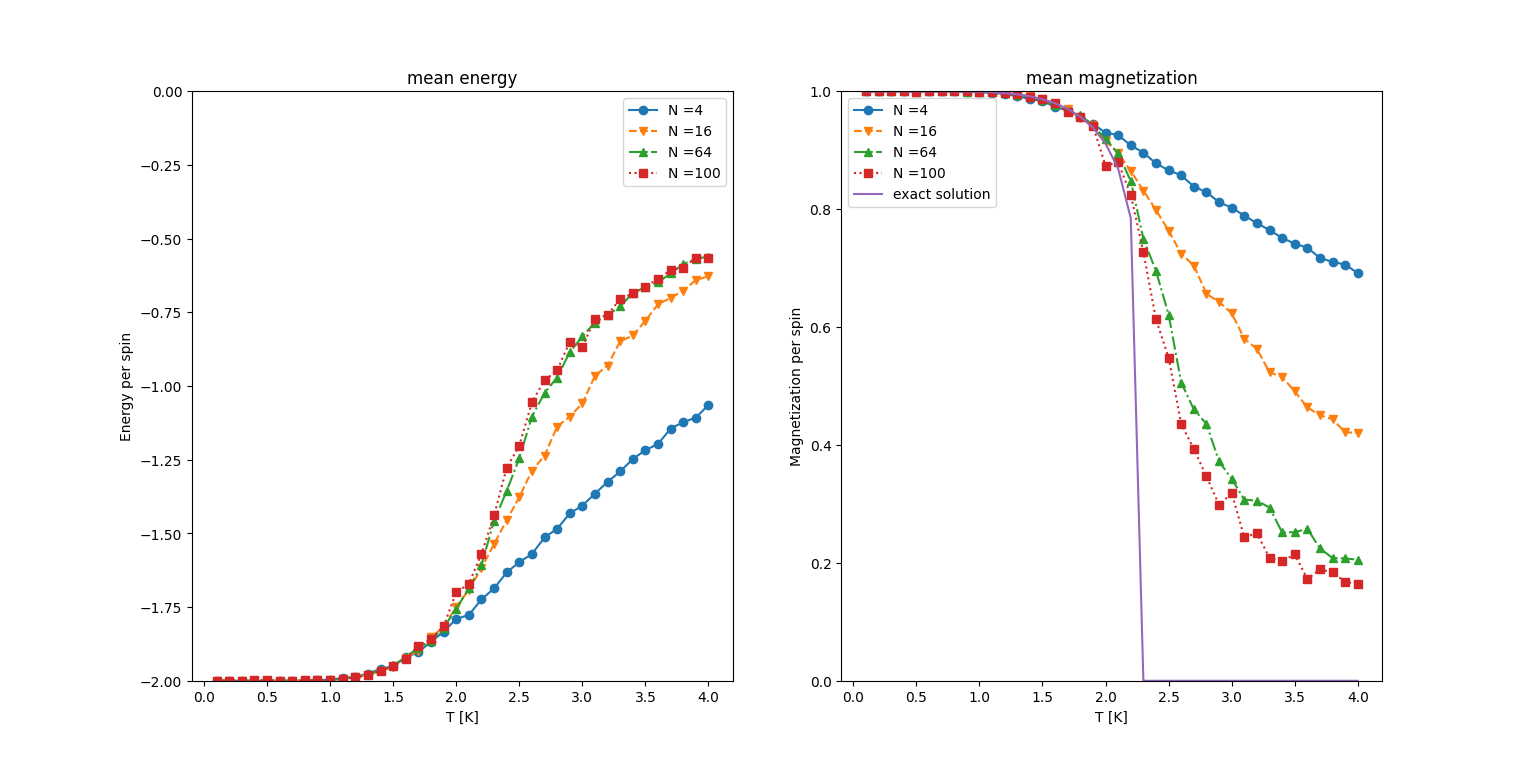 mean energy
Energy per spin
0.00
−0.25
−0.50
−0.75
−1.00
−1.25
−1.50
−1.75
−2.00
N =4
N =16
N =64
N =100
0.0 0.5 1.0 1.5 2.0 2.5 3.0 3.5 4.0
T [K]
mean magnetization
Magnetization per spin
1.0
0.8
0.6
0.4
0.2
0.0
N =4
N =16
N =64
N =100
exact solution
0.0 0.5 1.0 1.5 2.0 2.5 3.0 3.5 4.0
T [K]